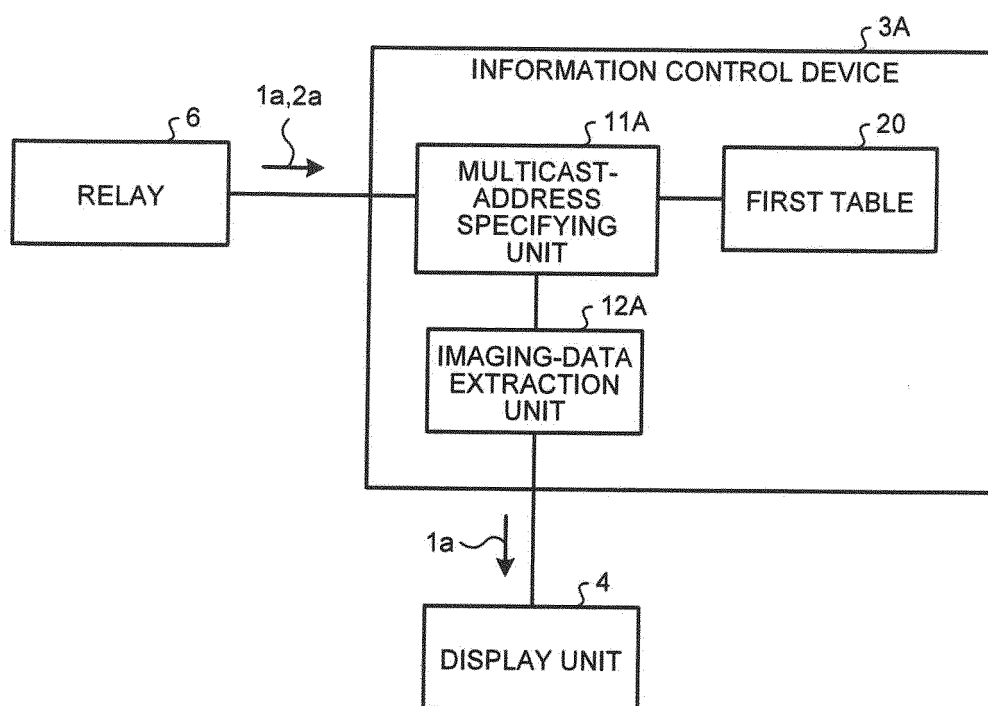 3A
INFORMATION CONTROL DEVICE
1a,2a
6
11A
20
RELAY
MULTICAST-
ADDRESS
SPECIFYING
UNIT
FIRST TABLE
12A
IMAGING-DATA
EXTRACTION
UNIT
1a
4
DISPLAY UNIT